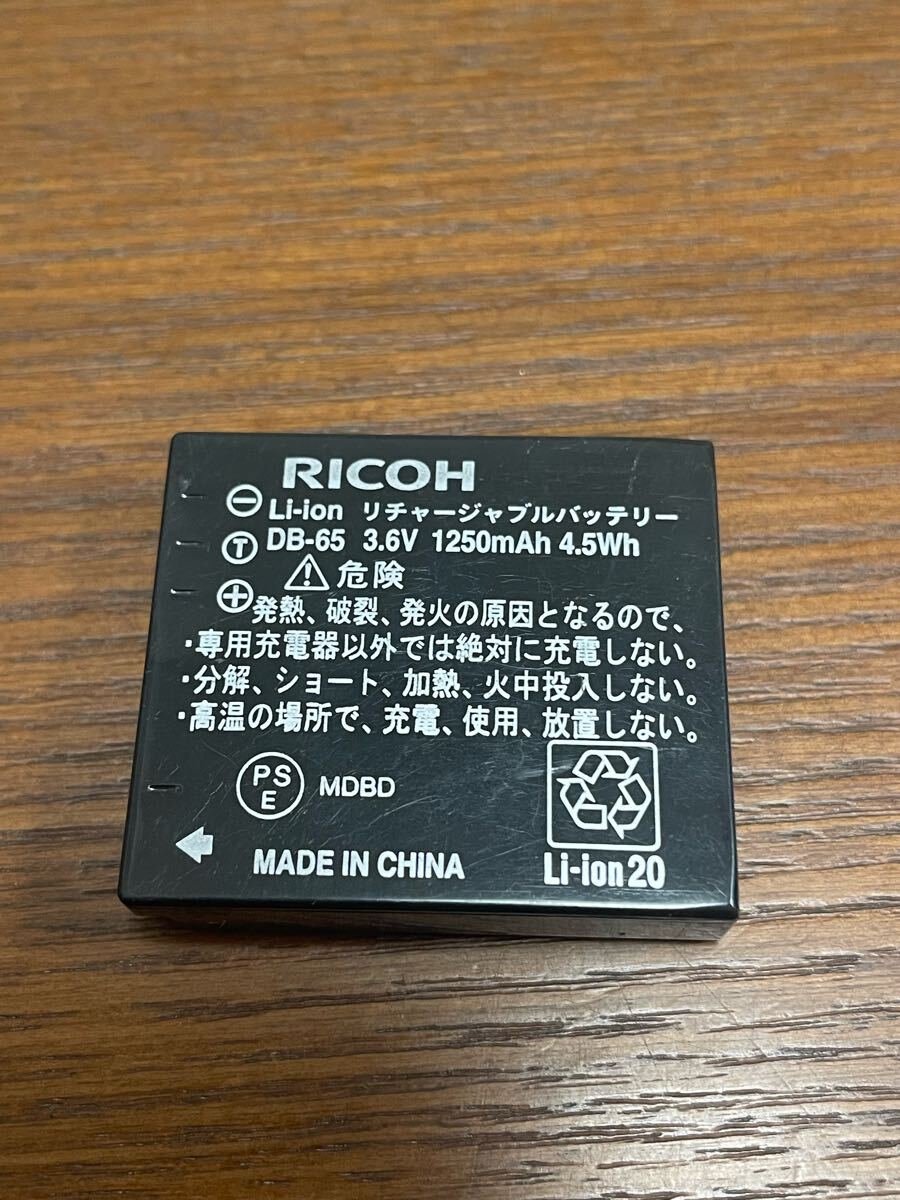 RICOH
⊖ Li-ion リチャージャブルバッテリー
Ⓣ DB-65 3.6V 1250mAh 4.5Wh
⚠危険
⊕ 発熱、破裂、発火の原因となるので、
・専用充電器以外では絶対に充電しない。
・分解、ショート、加熱、火中投入しない。
・高温の場所で、充電、使用、放置しない。
PS
E
MDBD
MADE IN CHINA
Li-ion 20